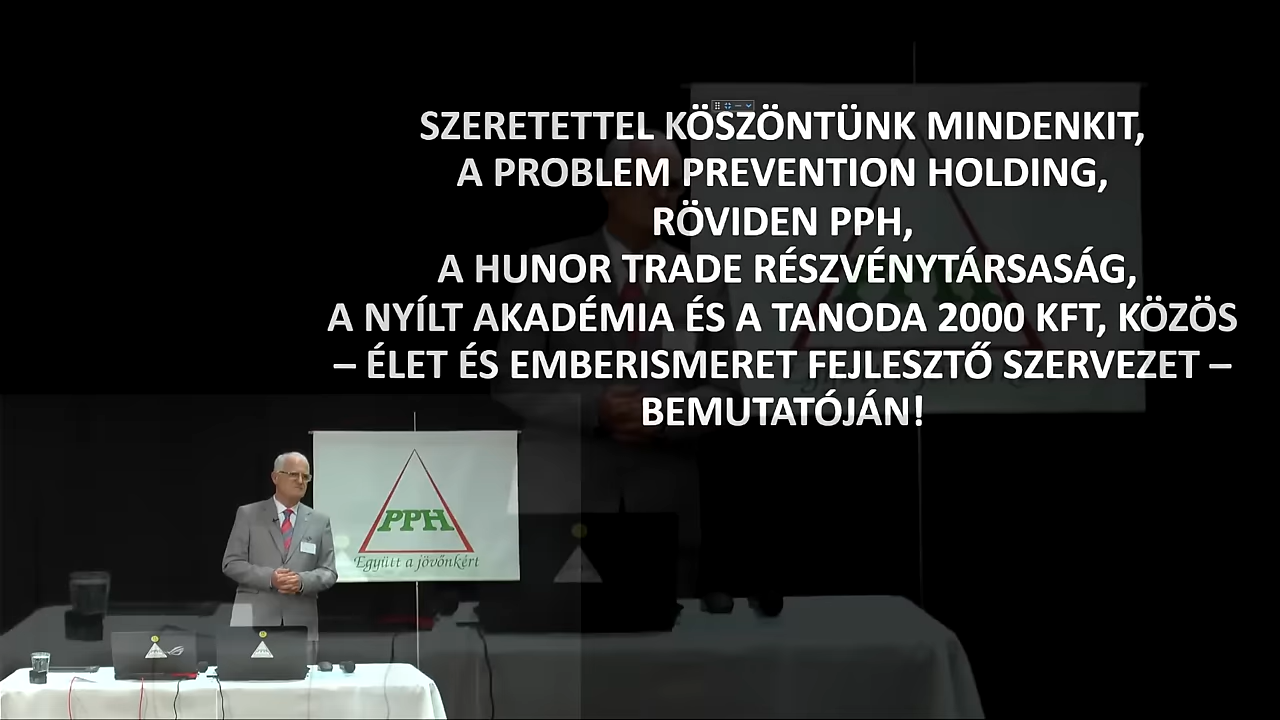 SZERETETTEL KÖSZÖNTÜNK MINDENKIT,
A PROBLEM PREVENTION HOLDING,
RÖVIDEN PPH,
A HUNOR TRADE RÉSZVÉNYTÁRSASÁG,
A NYÍLT AKADÉMIA ÉS A TANODA 2000 KFT, KÖZÖS
– ÉLET ÉS EMBERISMERET FEJLESZTŐ SZERVEZET –
BEMUTATÓJÁN!
PPH
Együtt a jövőnkért